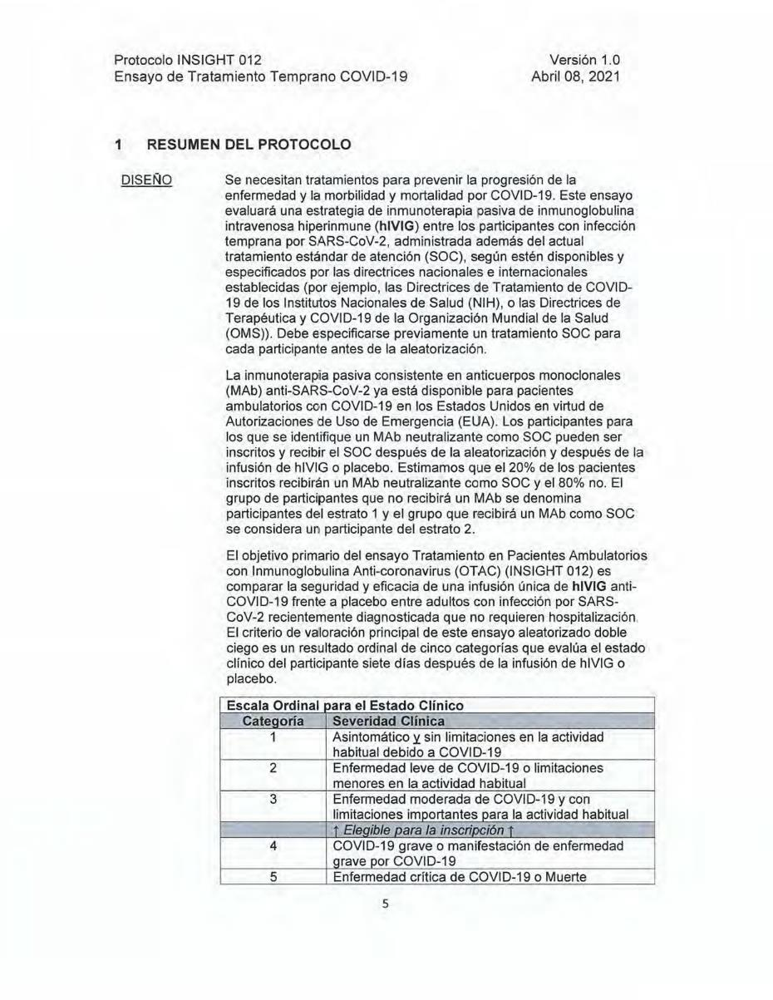 Protocolo INSIGHT 012
Versión 1.0
Ensayo de Tratamiento Temprano COVID-19
Abril 08, 2021
1 RESUMEN DEL PROTOCOLO
DISEÑO
Se necesitan tratamientos para prevenir la progresión de la
enfermedad y la morbilidad y mortalidad por COVID-19. Este ensayo
evaluará una estrategia de inmunoterapia pasiva de inmunoglobulina
intravenosa hiperinmune (hIVIG) entre los participantes con infección
temprana por SARS-CoV-2, administrada además del actual
tratamiento estándar de atención (SOC), según estén disponibles y
especificados por las directrices nacionales e internacionales
establecidas (por ejemplo, las Directrices de Tratamiento de COVID-
19 de los Institutos Nacionales de Salud (NIH), o las Directrices de
Terapéutica y COVID-19 de la Organización Mundial de la Salud
(OMS)). Debe especificarse previamente un tratamiento SOC para
cada participante antes de la aleatorización.
La inmunoterapia pasiva consistente en anticuerpos monoclonales
(MAb) anti-SARS-CoV-2 ya está disponible para pacientes
ambulatorios con COVID-19 en los Estados Unidos en virtud de
Autorizaciones de Uso de Emergencia (EUA). Los participantes para
los que se identifique un MAb neutralizante como SOC pueden ser
inscritos y recibir el SOC después de la aleatorización y después de la
infusión de hIVIG o placebo. Estimamos que el 20% de los pacientes
inscritos recibirán un MAb neutralizante como SOC y el 80% no. El
grupo de participantes que no recibirá un MAb se denomina
participantes del estrato 1 y el grupo que recibirá un MAb como SOC
se considera un participante del estrato 2.
El objetivo primario del ensayo Tratamiento en Pacientes Ambulatorios
con Inmunoglobulina Anti-coronavirus (OTAC) (INSIGHT 012) es
comparar la seguridad y eficacia de una infusión única de hIVIG anti-
COVID-19 frente a placebo entre adultos con infección por SARS-
CoV-2 recientemente diagnosticada que no requieren hospitalización.
El criterio de valoración principal de este ensayo aleatorizado doble
ciego es un resultado ordinal de cinco categorías que evalúa el estado
clínico del participante siete días después de la infusión de hIVIG o
placebo.
Escala Ordinal para el Estado Clínico
Categoría Severidad Clínica
1 Asintomático y sin limitaciones en la actividad
habitual debido a COVID-19
2 Enfermedad leve de COVID-19 o limitaciones
menores en la actividad habitual
3 Enfermedad moderada de COVID-19 y con
limitaciones importantes para la actividad habitual
↑ Elegible para la inscripción ↑
4 COVID-19 grave o manifestación de enfermedad
grave por COVID-19
5 Enfermedad crítica de COVID-19 o Muerte
5